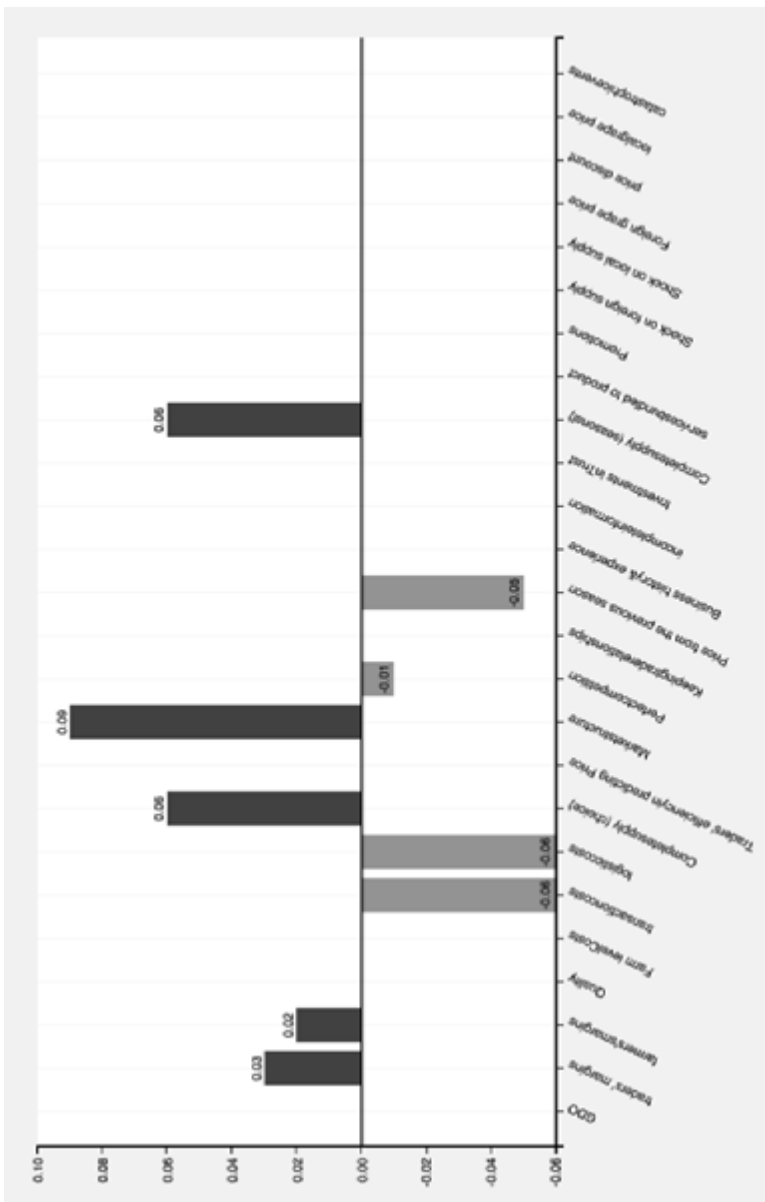 0.10
0.08
0.06
0.04
0.02
0.00
-0.02
-0.04
-0.06
0.03
0.02
-0.06
-0.06
0.06
0.09
-0.01
-0.05
0.06
GDO
traders' margins
farmers'smargins
Quality
Farm levelCosts
transactioncosts
logisticcosts
Completesupply (choice)
Traders' efficiencyin predicting Price
Marketstructure
Perfectcompetition
Keepingtraderelationships
Price from the previous season
Business history& experience
incompleteinformation
Investments inTrust
Completesupply (seasonal)
servicesbundled to product
Promotions
Shock on foreign supply
Shock on local supply
Foreign grape price
price discount
localgrape price
catastrophicevents